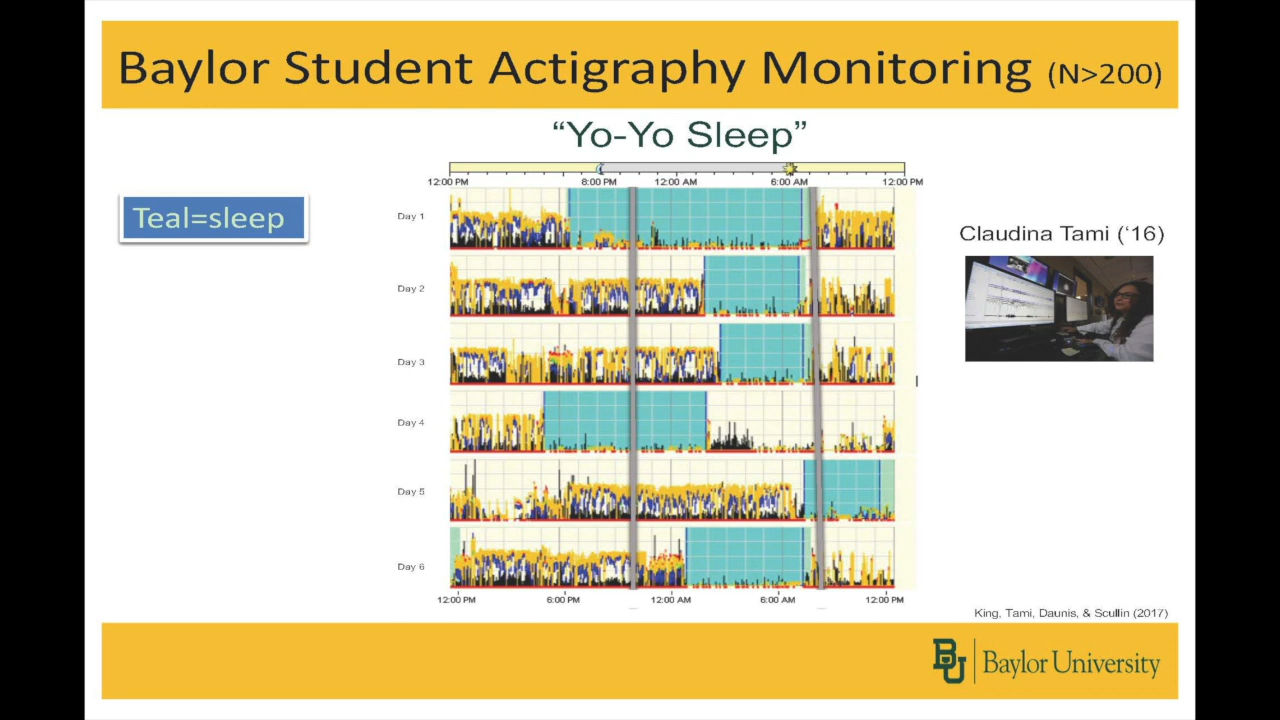 Baylor Student Actigraphy Monitoring (N>200)
“Yo-Yo Sleep”
12:00 PM 8:00 PM 12:00 AM 6:00 AM 12:00 PM
Teal=sleep
Day 1
Day 2
Day 3
Day 4
Day 5
Day 6
12:00 PM 6:00 PM 12:00 AM 6:00 AM 12:00 PM
Claudina Tami (‘16)
King, Tami, Daunis, & Scullin (2017)
BU Baylor University